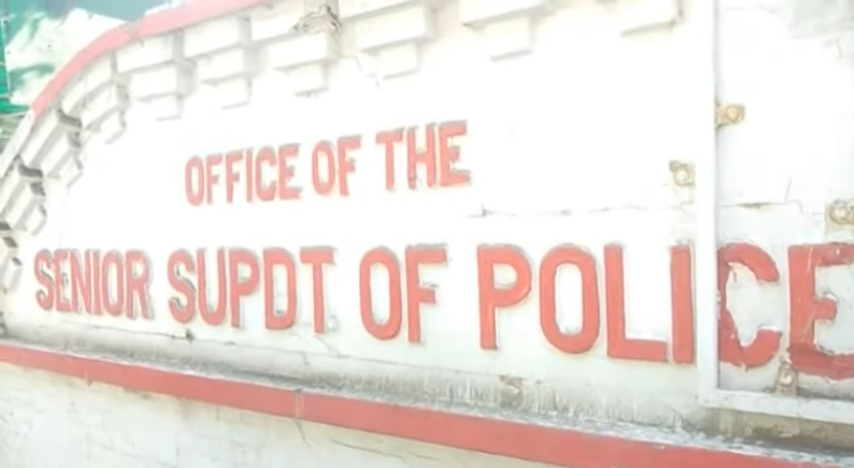 OFFICE OF THE
SENIOR SUPDT OF POLICE